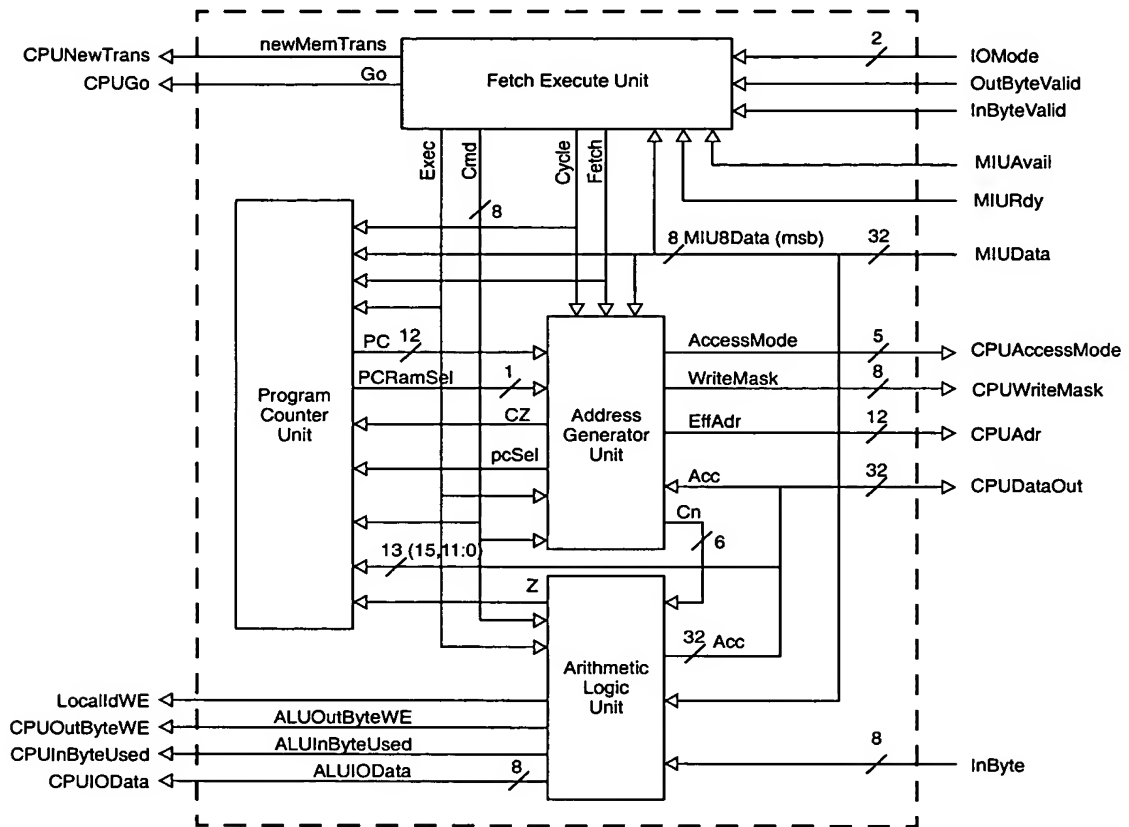 CPUNewTrans
newMemTrans
CPUGo
Go
Fetch Execute Unit
2
IOMode
OutByteValid
InByteValid
MIUAvail
MIURdy
Exec
Cmd
Cycle
Fetch
8
8 MIU8Data (msb)
32
MIUData
PC
12
PCRamSel
1
CZ
pcSel
Program
Counter
Unit
Address
Generator
Unit
AccessMode
5
CPUAccessMode
WriteMask
8
CPUWriteMask
EffAdr
12
CPUAdr
Acc
32
CPUDataOut
Cn
6
13 (15,11:0)
Z
32 Acc
Arithmetic
Logic
Unit
LocalIdWE
CPUOutByteWE
ALUOutByteWE
CPUInByteUsed
ALUInByteUsed
CPUIOData
ALUIOData
8
8
InByte